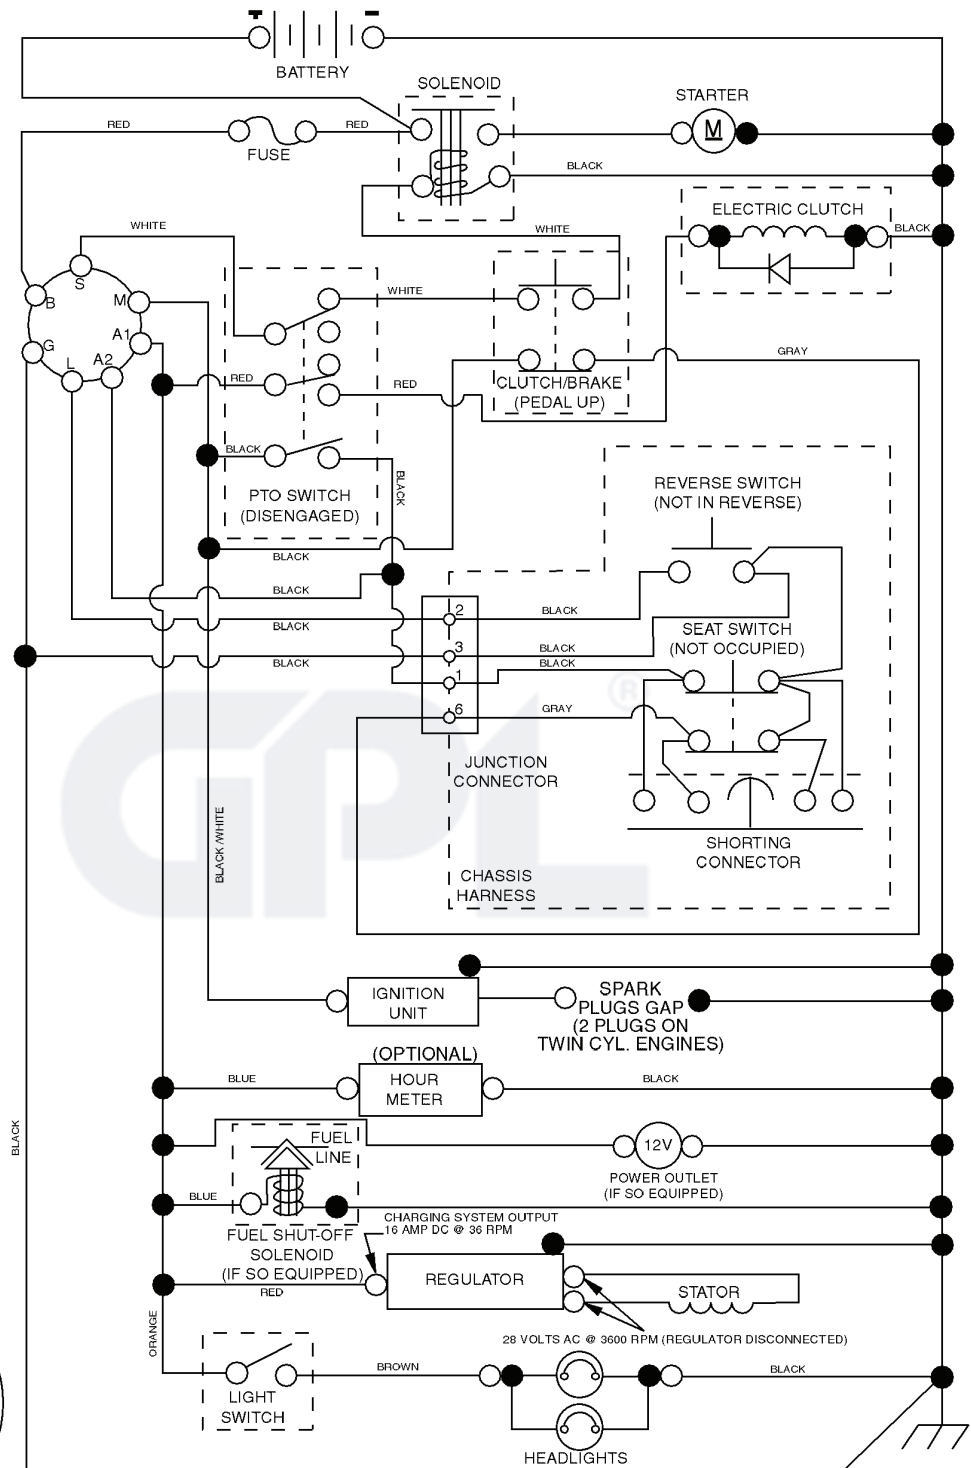 + -
BATTERY
SOLENOID
STARTER
RED
RED
M
FUSE
BLACK
ELECTRIC CLUTCH
WHITE
WHITE
BLACK
S
B
M
WHITE
A1
G
L
A2
RED
RED
GRAY
CLUTCH/BRAKE
(PEDAL UP)
BLACK
BLACK
PTO SWITCH
(DISENGAGED)
REVERSE SWITCH
(NOT IN REVERSE)
BLACK
BLACK
BLACK
2
BLACK
SEAT SWITCH
(NOT OCCUPIED)
BLACK
3
BLACK
BLACK
1
6
GRAY
GPL®
JUNCTION
CONNECTOR
BLACK/WHITE
SHORTING
CONNECTOR
CHASSIS
HARNESS
IGNITION
UNIT
SPARK
PLUGS GAP
(2 PLUGS ON
TWIN CYL. ENGINES)
(OPTIONAL)
HOUR
METER
BLUE
BLACK
BLACK
FUEL
LINE
12V
POWER OUTLET
(IF SO EQUIPPED)
BLUE
CHARGING SYSTEM OUTPUT
16 AMP DC @ 36 RPM
FUEL SHUT-OFF
SOLENOID
(IF SO EQUIPPED)
RED
REGULATOR
STATOR
ORANGE
28 VOLTS AC @ 3600 RPM (REGULATOR DISCONNECTED)
BROWN
BLACK
LIGHT
SWITCH
HEADLIGHTS